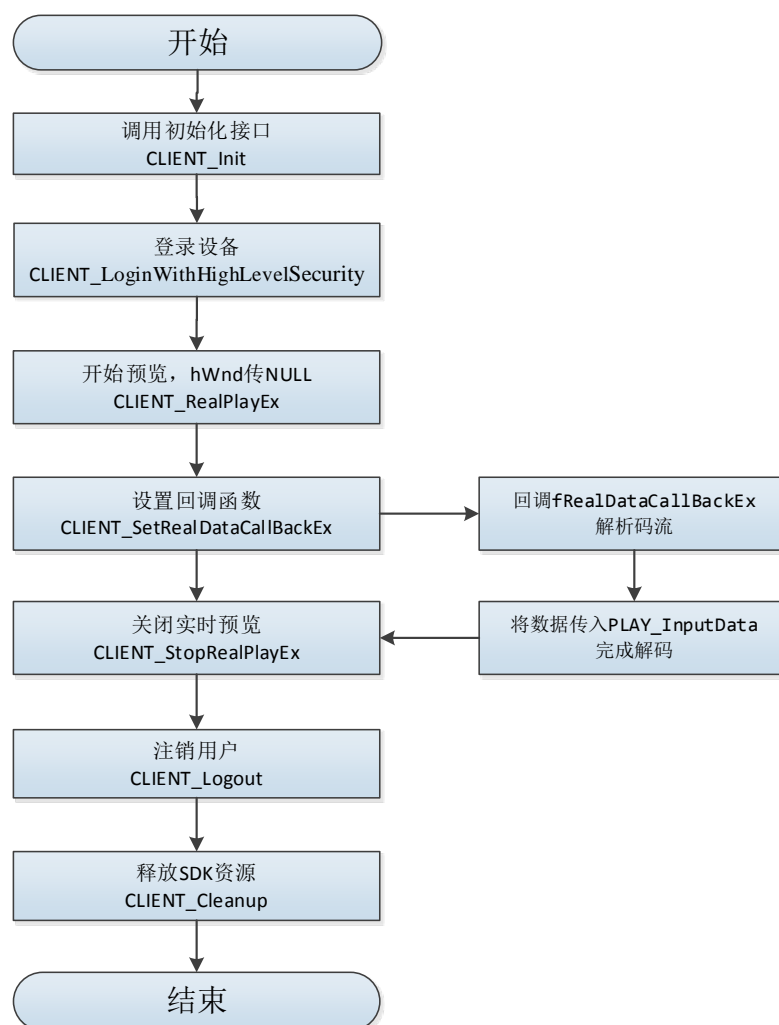 开始
调用初始化接口
CLIENT_Init
登录设备
CLIENT_LoginWithHighLevelSecurity
开始预览，hWnd传NULL
CLIENT_RealPlayEx
设置回调函数
CLIENT_SetRealDataCallBackEx
回调fRealDataCallBackEx
解析码流
将数据传入PLAY_InputData
完成解码
关闭实时预览
CLIENT_StopRealPlayEx
注销用户
CLIENT_Logout
释放SDK资源
CLIENT_Cleanup
结束